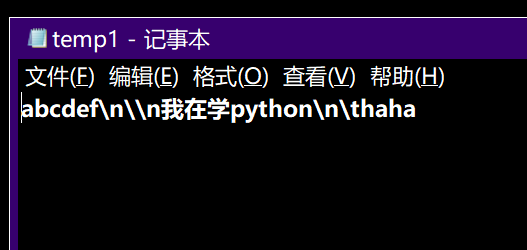 temp1 - 记事本
文件(F) 编辑(E) 格式(O) 查看(V) 帮助(H)
abcdef\n\\n我在学python\n\thaha